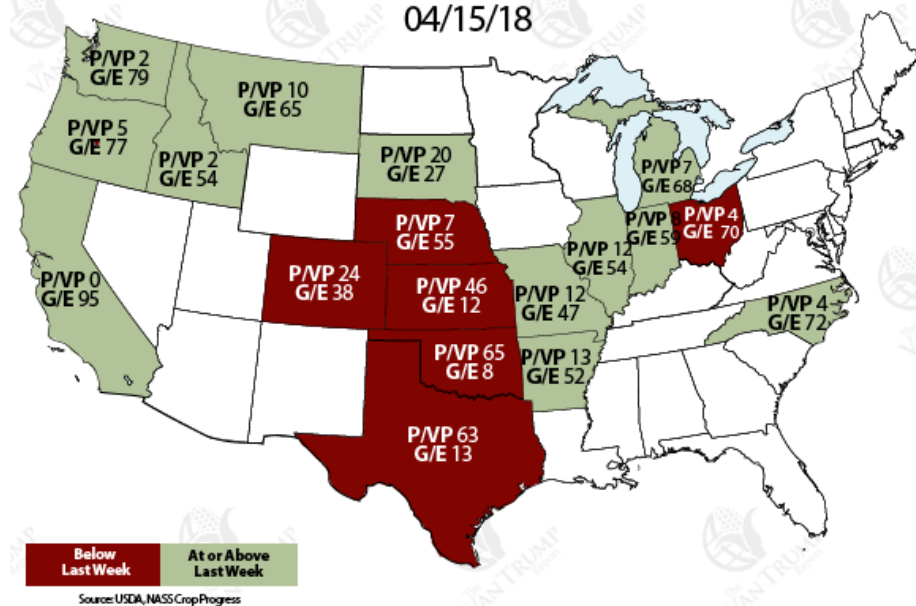 04/15/18
P/VP 2
G/E 79
P/VP 10
G/E 65
P/VP 5
G/E 77
P/VP 2
G/E 54
P/VP 20
G/E 27
P/VP 7
G/E 68
P/VP 7
G/E 55
P/VP 8
G/E 59
P/VP 4
G/E 70
P/VP 12
G/E 54
P/VP 0
G/E 95
P/VP 24
G/E 38
P/VP 46
G/E 12
P/VP 12
G/E 47
P/VP 4
G/E 72
P/VP 65
G/E 8
P/VP 13
G/E 52
P/VP 63
G/E 13
Below
Last Week
At or Above
Last Week
Source: USDA, NASS Crop Progress
The
VAN TRUMP